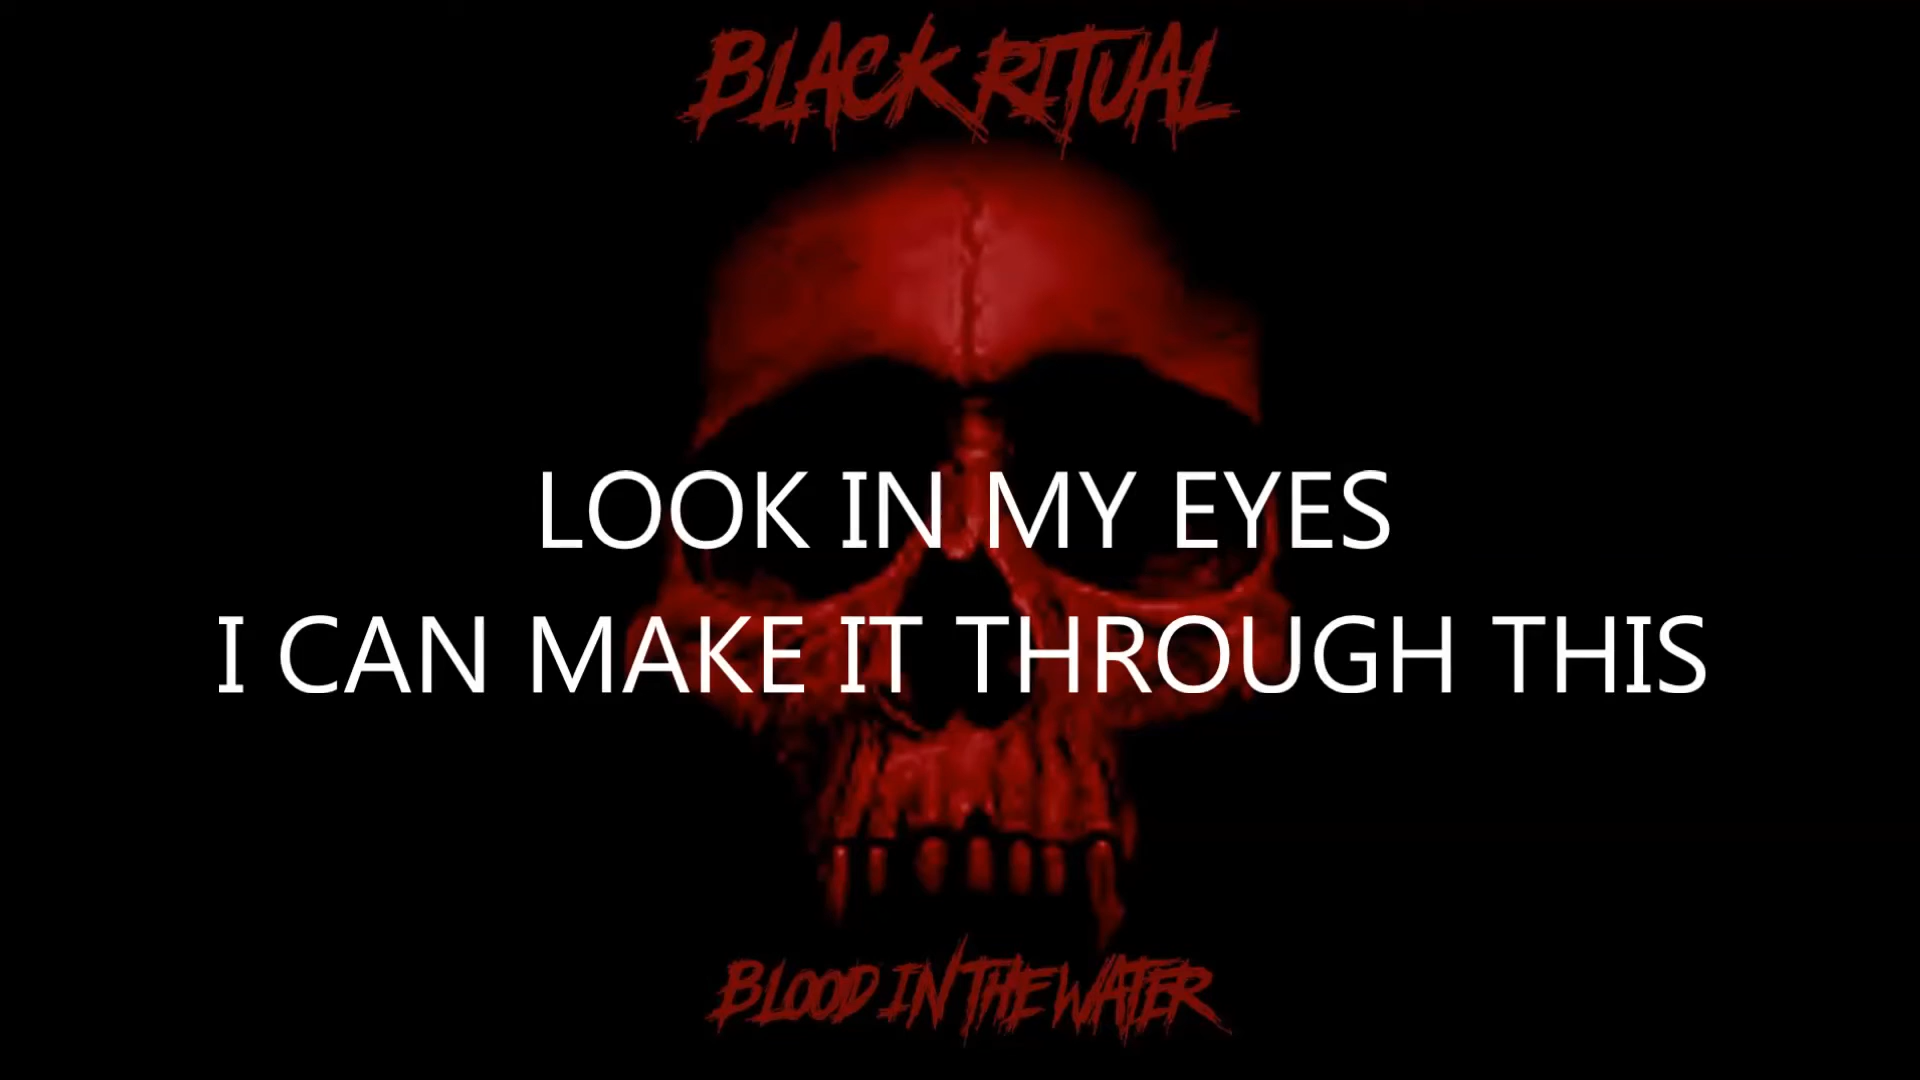 BLACK RITUAL
LOOK IN MY EYES
I CAN MAKE IT THROUGH THIS
BLOOD IN THE WATER